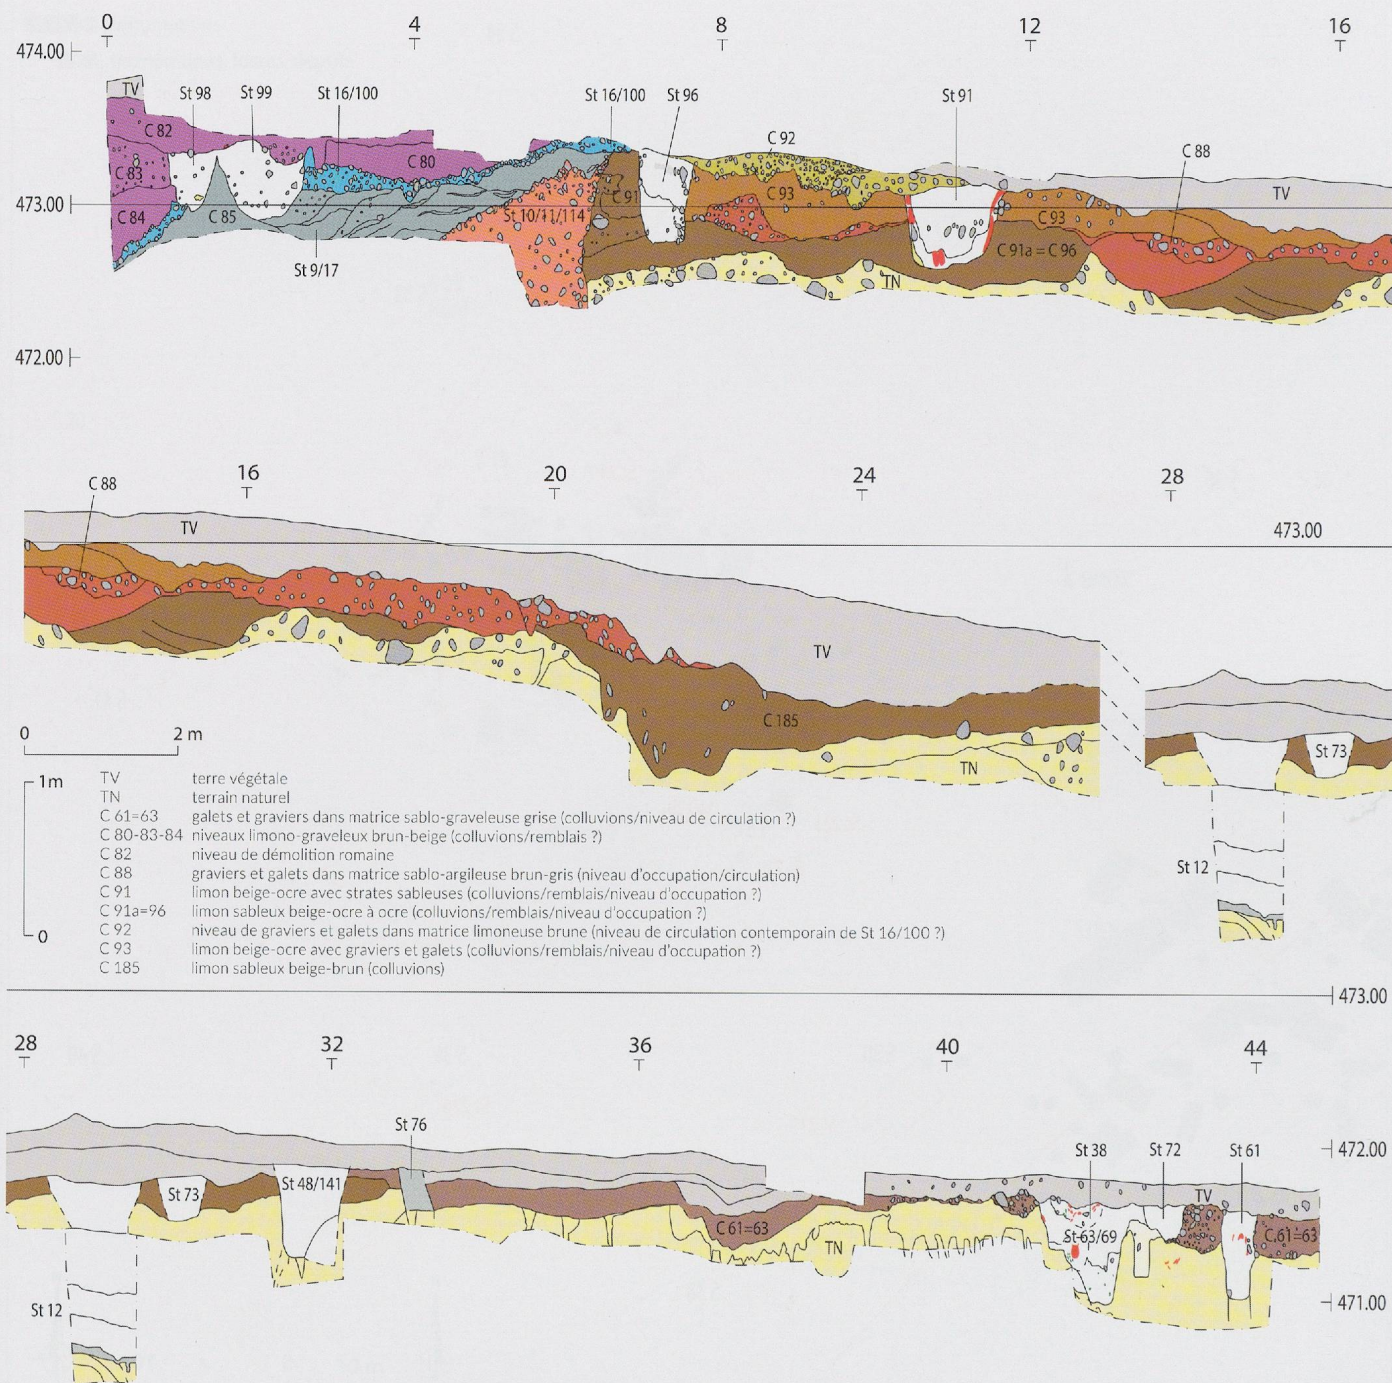 0 4 8 12 16
474.00
TV St 98 St 99 St 16/100 St 16/100 St 96 St 91
C 82 C 80 C 92 C 88
C 83 C 91 C 93 TV
473.00
C 84 C 85 St 10/11/114 C 93
St 9/17 TN C 91a = C 96
472.00
16 20 24 28
C 88
TV 473.00
TV
C 185 St 73
TN
St 12
0 2 m
1m
0
TV terre végétale
TN terrain naturel
C 61=63 galets et graviers dans matrice sablo-graveleuse grise (colluvions/niveau de circulation ?)
C 80-83-84 niveaux limono-graveleux brun-beige (colluvions/remblais ?)
C 82 niveau de démolition romaine
C 88 graviers et galets dans matrice sablo-argileuse brun-gris (niveau d'occupation/circulation)
C 91 limon beige-ocre avec strates sableuses (colluvions/remblais/niveau d'occupation ?)
C 91a=96 limon sableux beige-ocre à ocre (colluvions/remblais/niveau d'occupation ?)
C 92 niveau de graviers et galets dans matrice limoneuse brune (niveau de circulation contemporain de St 16/100 ?)
C 93 limon beige-ocre avec graviers et galets (colluvions/remblais/niveau d'occupation ?)
C 185 limon sableux beige-brun (colluvions)
473.00
28 32 36 40 44
St 76
St 38 St 72 St 61 472.00
St 73 St 48/141 TV
C 61=63 TN St 63/69 C 61=63
St 12 471.00